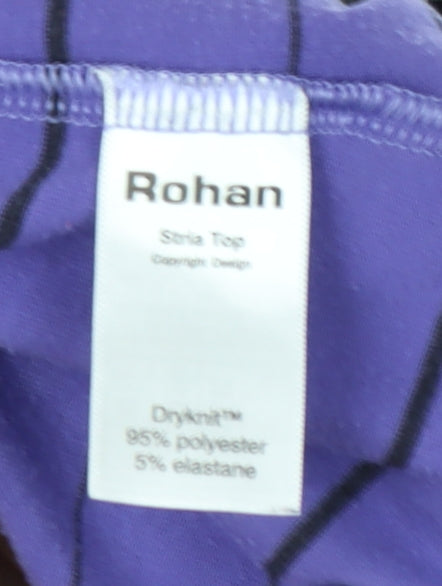 Rohan
Stria Top
Copyright Design
Dryknit™
95% polyester
5% elastane